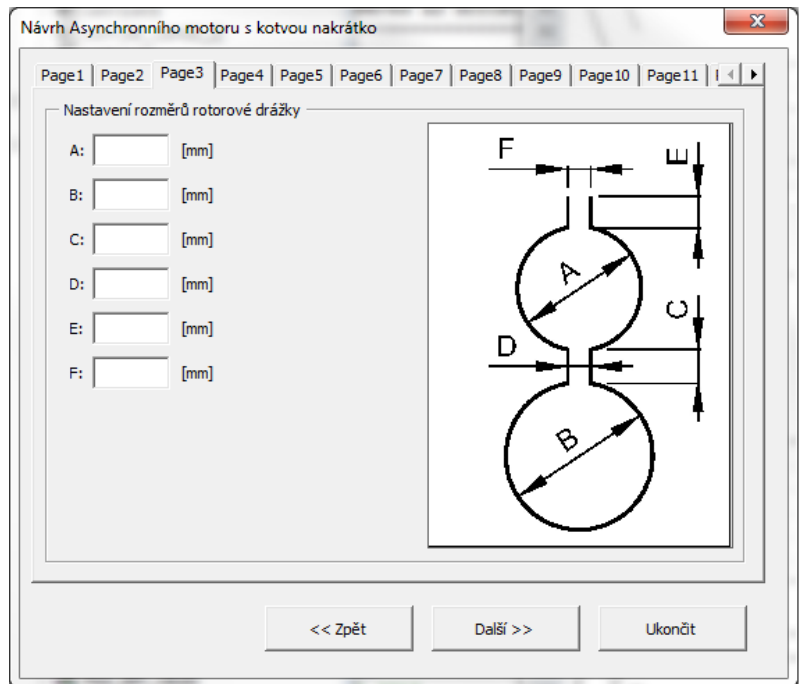 Návrh Asynchronního motoru s kotvou nakrátko
x
Page1 Page2 Page3 Page4 Page5 Page6 Page7 Page8 Page9 Page10 Page11
Nastavení rozměrů rotorové drážky
A: [mm]
B: [mm]
C: [mm]
D: [mm]
E: [mm]
F: [mm]
F
E
A
C
D
B
<< Zpět Další >> Ukončit